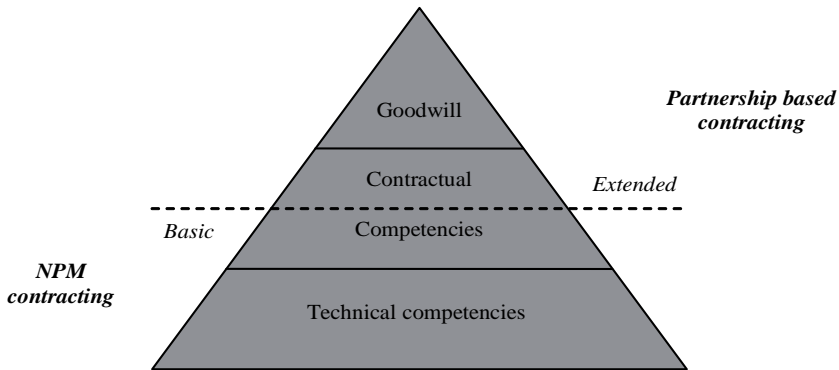 Goodwill
Partnership based
contracting
Contractual
Extended
Basic
Competencies
NPM
contracting
Technical competencies